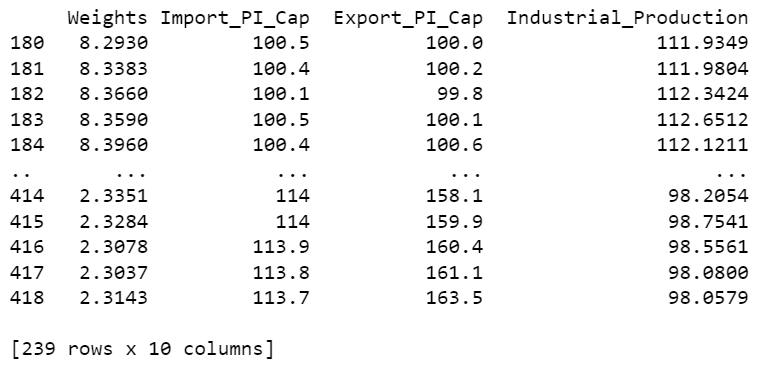 Weights Import_PI_Cap  Export_PI_Cap  Industrial_Production
180   8.2930         100.5          100.0               111.9349
181   8.3383         100.4          100.2               111.9804
182   8.3660         100.1           99.8               112.3424
183   8.3590         100.5          100.1               112.6512
184   8.3960         100.4          100.6               112.1211
..       ...           ...            ...                    ...
414   2.3351           114          158.1                98.2054
415   2.3284           114          159.9                98.7541
416   2.3078         113.9          160.4                98.5561
417   2.3037         113.8          161.1                98.0800
418   2.3143         113.7          163.5                98.0579
[239 rows x 10 columns]